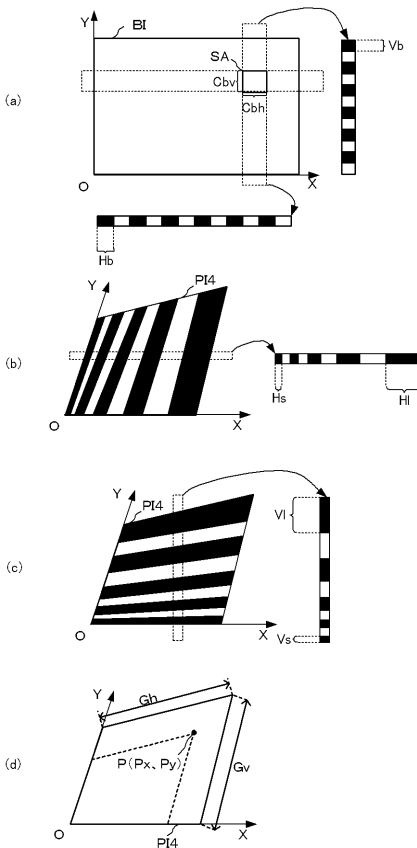 (a)
Y
BI
SA
Cbv
Cbh
Vb
O
X
Hb
(b)
Y
PI4
O
X
Hs
Hl
(c)
Y
PI4
Vl
O
X
Vs
(d)
Y
Gh
P(Px、Py)
Gv
O
PI4
X